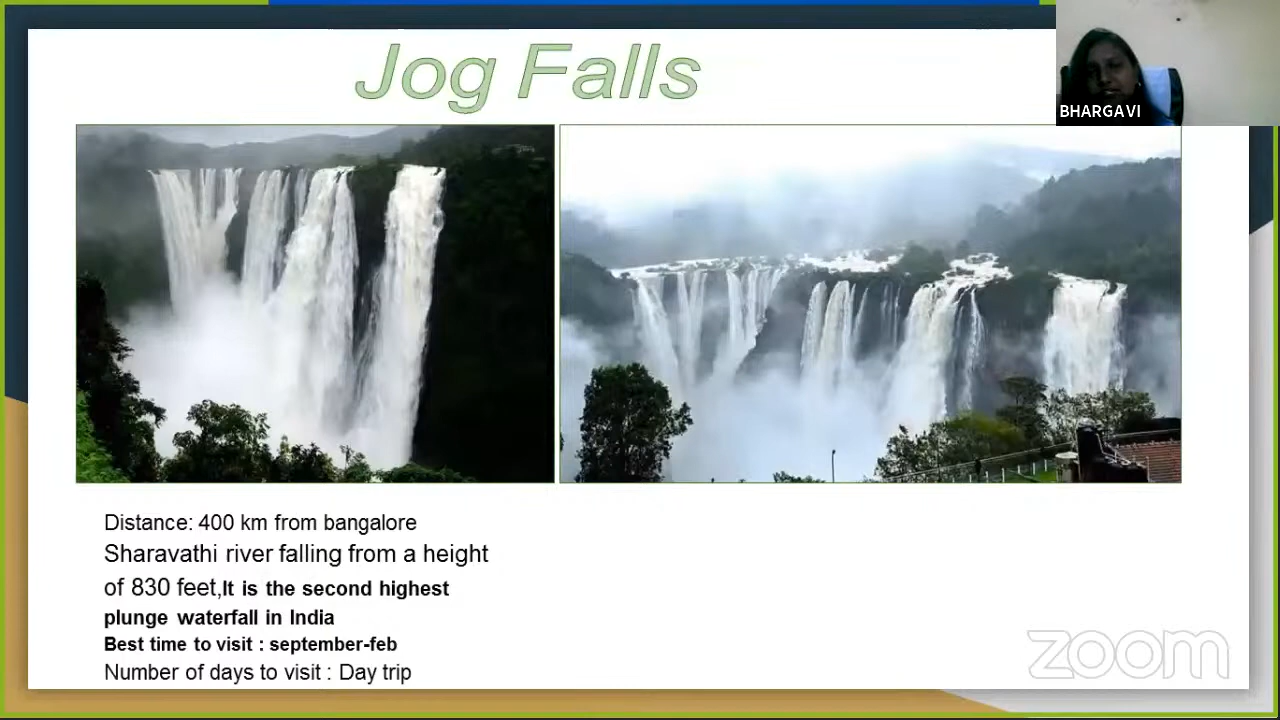 Jog Falls
BHARGAVI
Distance: 400 km from bangalore
Sharavathi river falling from a height
of 830 feet,It is the second highest
plunge waterfall in India
Best time to visit : september-feb
Number of days to visit : Day trip
zoom